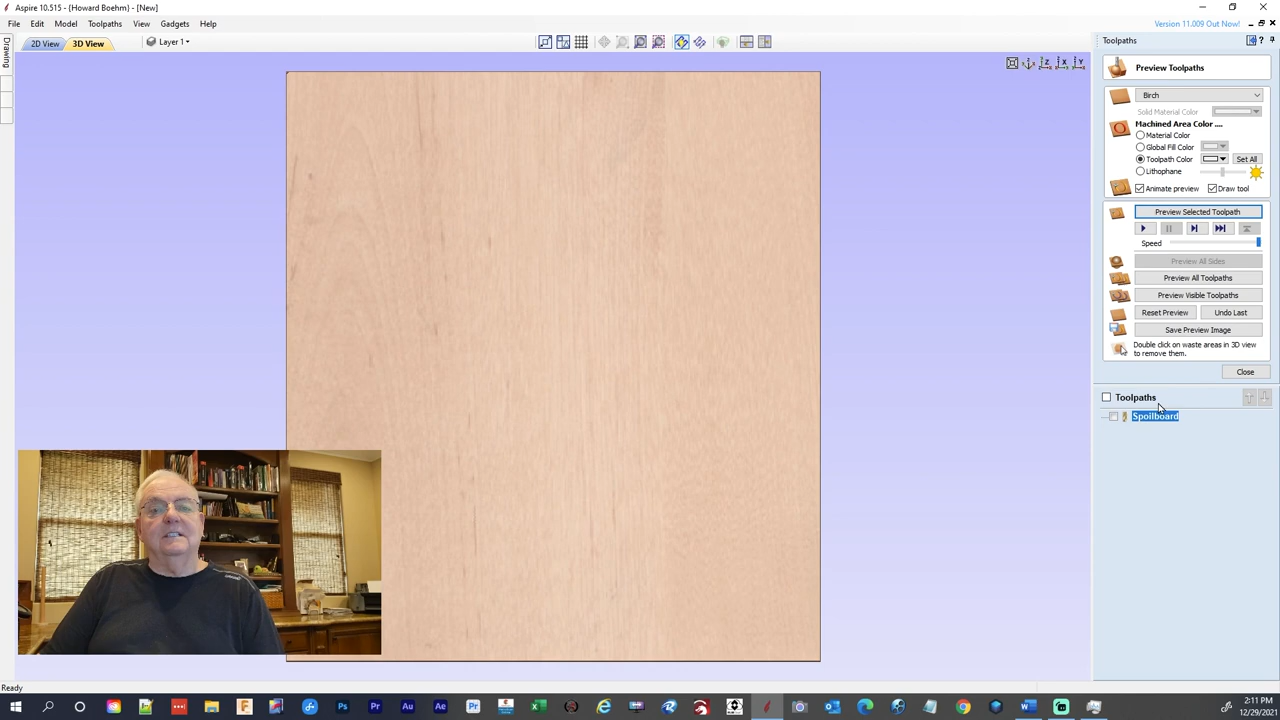 Aspire 10.515 - {Howard Boehm} - [New]
File Edit Model Toolpaths View Gadgets Help
Version 11.009 Out Now!
Drawing
2D View 3D View Layer 1
Toolpaths
Preview Toolpaths
Birch
Solid Material Color
Machined Area Color ....
Material Color
Global Fill Color
Toolpath Color Set All
Lithophane
Animate preview Draw tool
Preview Selected Toolpath
Speed
Preview All Sides
Preview All Toolpaths
Preview Visible Toolpaths
Reset Preview Undo Last
Save Preview Image
Double click on waste areas in 3D view
to remove them.
Close
Toolpaths
Spoilboard
Ready
2:11 PM
12/29/2021